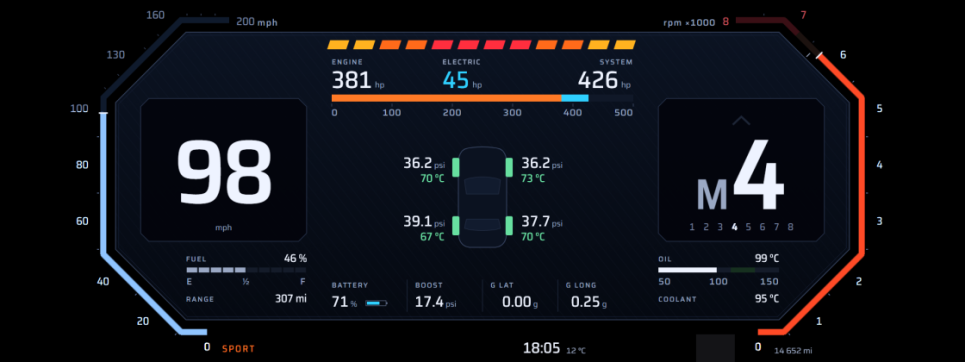 160
200 mph
rpm ×1000 8
7
130
6
ENGINE ELECTRIC SYSTEM
381 hp 45 hp 426 hp
0 100 200 300 400 500
100
5
80
4
60
3
40
2
20
1
0 SPORT
0
98
mph
36.2 psi 36.2 psi
70 °C 73 °C
39.1 psi 37.7 psi
67 °C 70 °C
M4
1 2 3 4 5 6 7 8
FUEL 46 %
E ½ F
RANGE 307 mi
BATTERY BOOST G LAT G LONG
71 % 17.4 psi 0.00 g 0.25 g
OIL 99 °C
50 100 150
COOLANT 95 °C
18:05 12 °C
14 652 mi